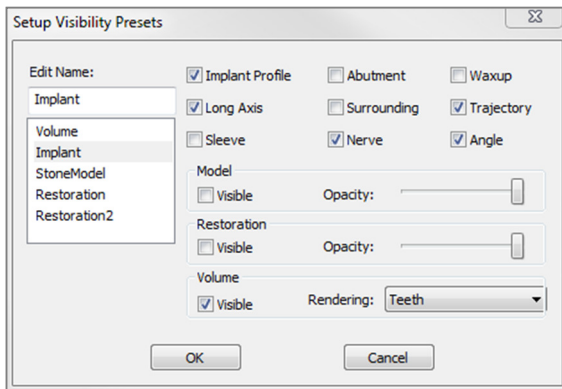 Setup Visibility Presets
Edit Name:
Implant
Volume
Implant
StoneModel
Restoration
Restoration2
Implant Profile Abutment Waxup
Long Axis Surrounding Trajectory
Sleeve Nerve Angle
Model
Visible Opacity:
Restoration
Visible Opacity:
Volume
Visible Rendering: Teeth
OK Cancel